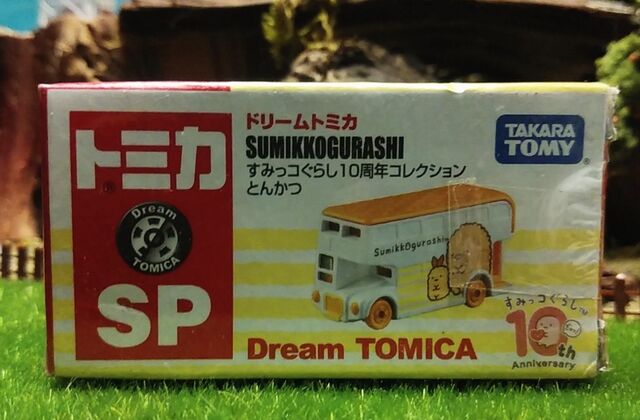 トミカ
Dream
TOMICA
SP
ドリームトミカ
SUMIKKOGURASHI
すみっコぐらし10周年コレクション
とんかつ
TAKARA
TOMY
Sumikkogurashi
すみっコぐらし
10th
Anniversary
Dream TOMICA